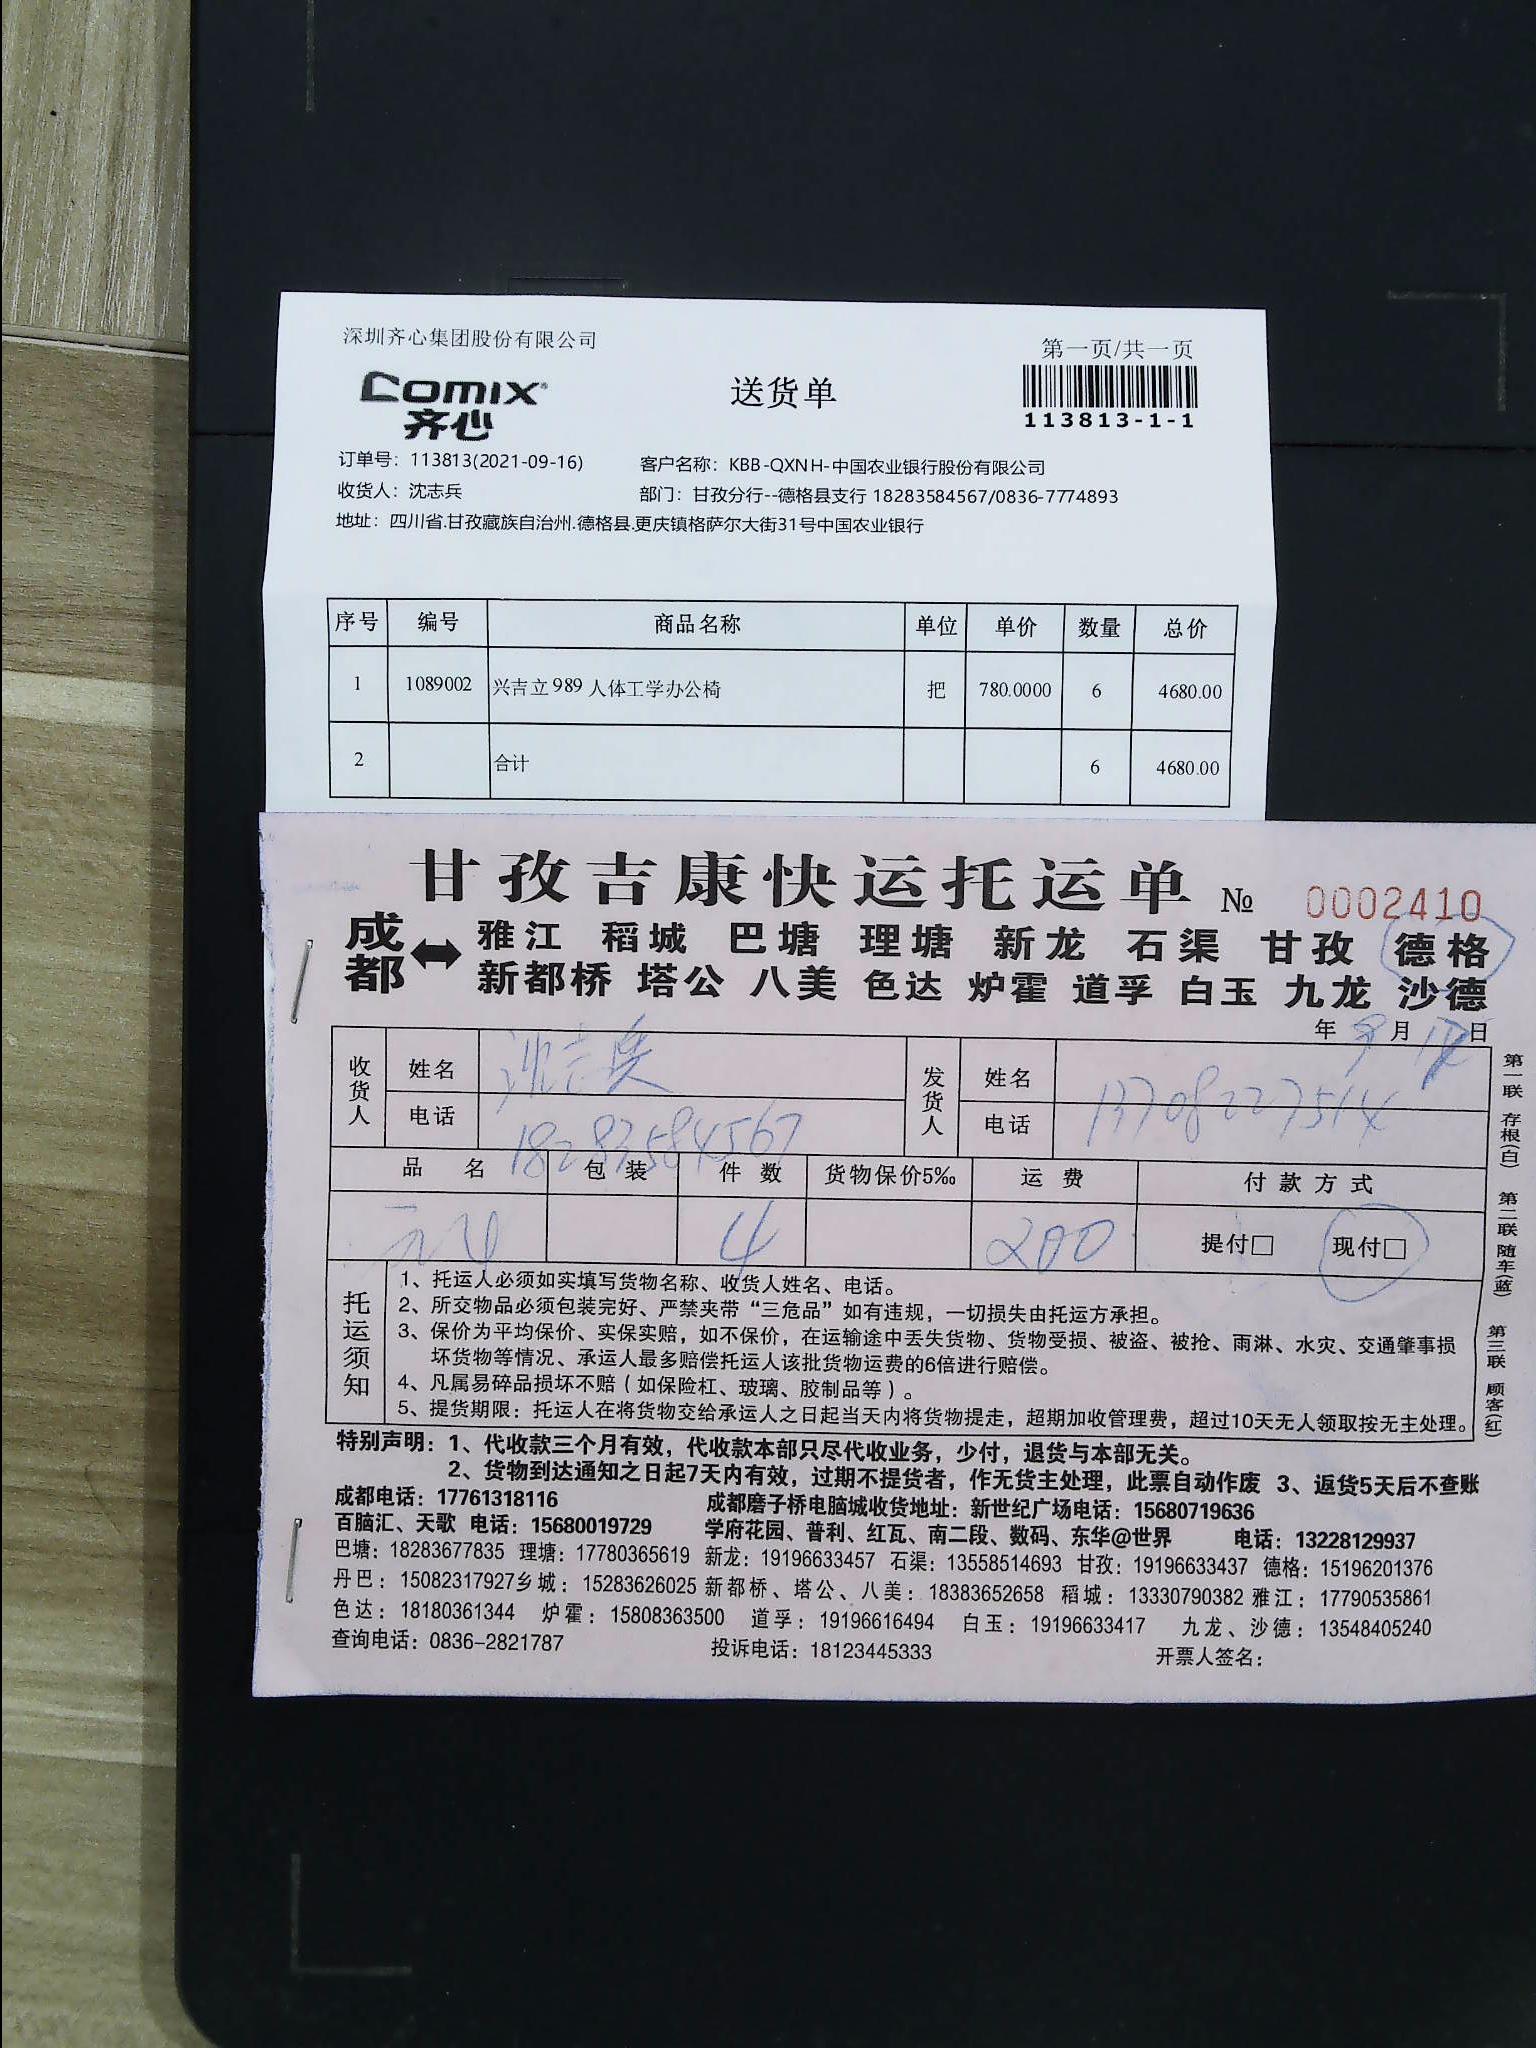 深圳齐心集团股份有限公司
第一页/共一页
Comix®
齐心
送货单
113813-1-1
订单号：113813(2021-09-16) 客户名称：KBB-QXNH-中国农业银行股份有限公司
收货人：沈志兵 部门：甘孜分行--德格县支行 18283584567/0836-7774893
地址：四川省.甘孜藏族自治州.德格县.更庆镇格萨尔大街31号中国农业银行
序号 编号 商品名称 单位 单价 数量 总价
1 1089002 兴吉立989人体工学办公椅 把 780.0000 6 4680.00
2 合计 6 4680.00
甘孜吉康快运托运单 № 0002410
成都 ↔ 雅江 稻城 巴塘 理塘 新龙 石渠 甘孜 德格
新都桥 塔公 八美 色达 炉霍 道孚 白玉 九龙 沙德
年 9月 日
收货人 姓名 沈志兵 发货人 姓名
电话 18283584567 电话 13708227514
品名 包装 件数 货物保价5‰ 运费 付款方式
4 200 提付□ 现付□
托运须知
1、托运人必须如实填写货物名称、收货人姓名、电话。
2、所交物品必须包装完好、严禁夹带“三危品”如有违规，一切损失由托运方承担。
3、保价为平均保价、实保实赔，如不保价，在运输途中丢失货物、货物受损、被盗、被抢、雨淋、水灾、交通肇事损
坏货物等情况、承运人最多赔偿托运人该批货物运费的6倍进行赔偿。
4、凡属易碎品损坏不赔（如保险杠、玻璃、胶制品等）。
5、提货期限：托运人在将货物交给承运人之日起当天内将货物提走，超期加收管理费，超过10天无人领取按无主处理。
第一联 存根(白) 第二联 随车(蓝) 第三联 顾客(红)
特别声明：1、代收款三个月有效，代收款本部只尽代收业务，少付，退货与本部无关。
2、货物到达通知之日起7天内有效，过期不提货者，作无货主处理，此票自动作废 3、返货5天后不查账
成都电话：17761318116 成都磨子桥电脑城收货地址：新世纪广场电话：15680719636
百脑汇、天歌 电话：15680019729 学府花园、普利、红瓦、南二段、数码、东华@世界 电话：13228129937
巴塘：18283677835 理塘：17780365619 新龙：19196633457 石渠：13558514693 甘孜：19196633437 德格：15196201376
丹巴：15082317927乡城：15283626025 新都桥、塔公、八美：18383652658 稻城：13330790382 雅江：17790535861
色达：18180361344 炉霍：15808363500 道孚：19196616494 白玉：19196633417 九龙、沙德：13548405240
查询电话：0836-2821787 投诉电话：18123445333 开票人签名：